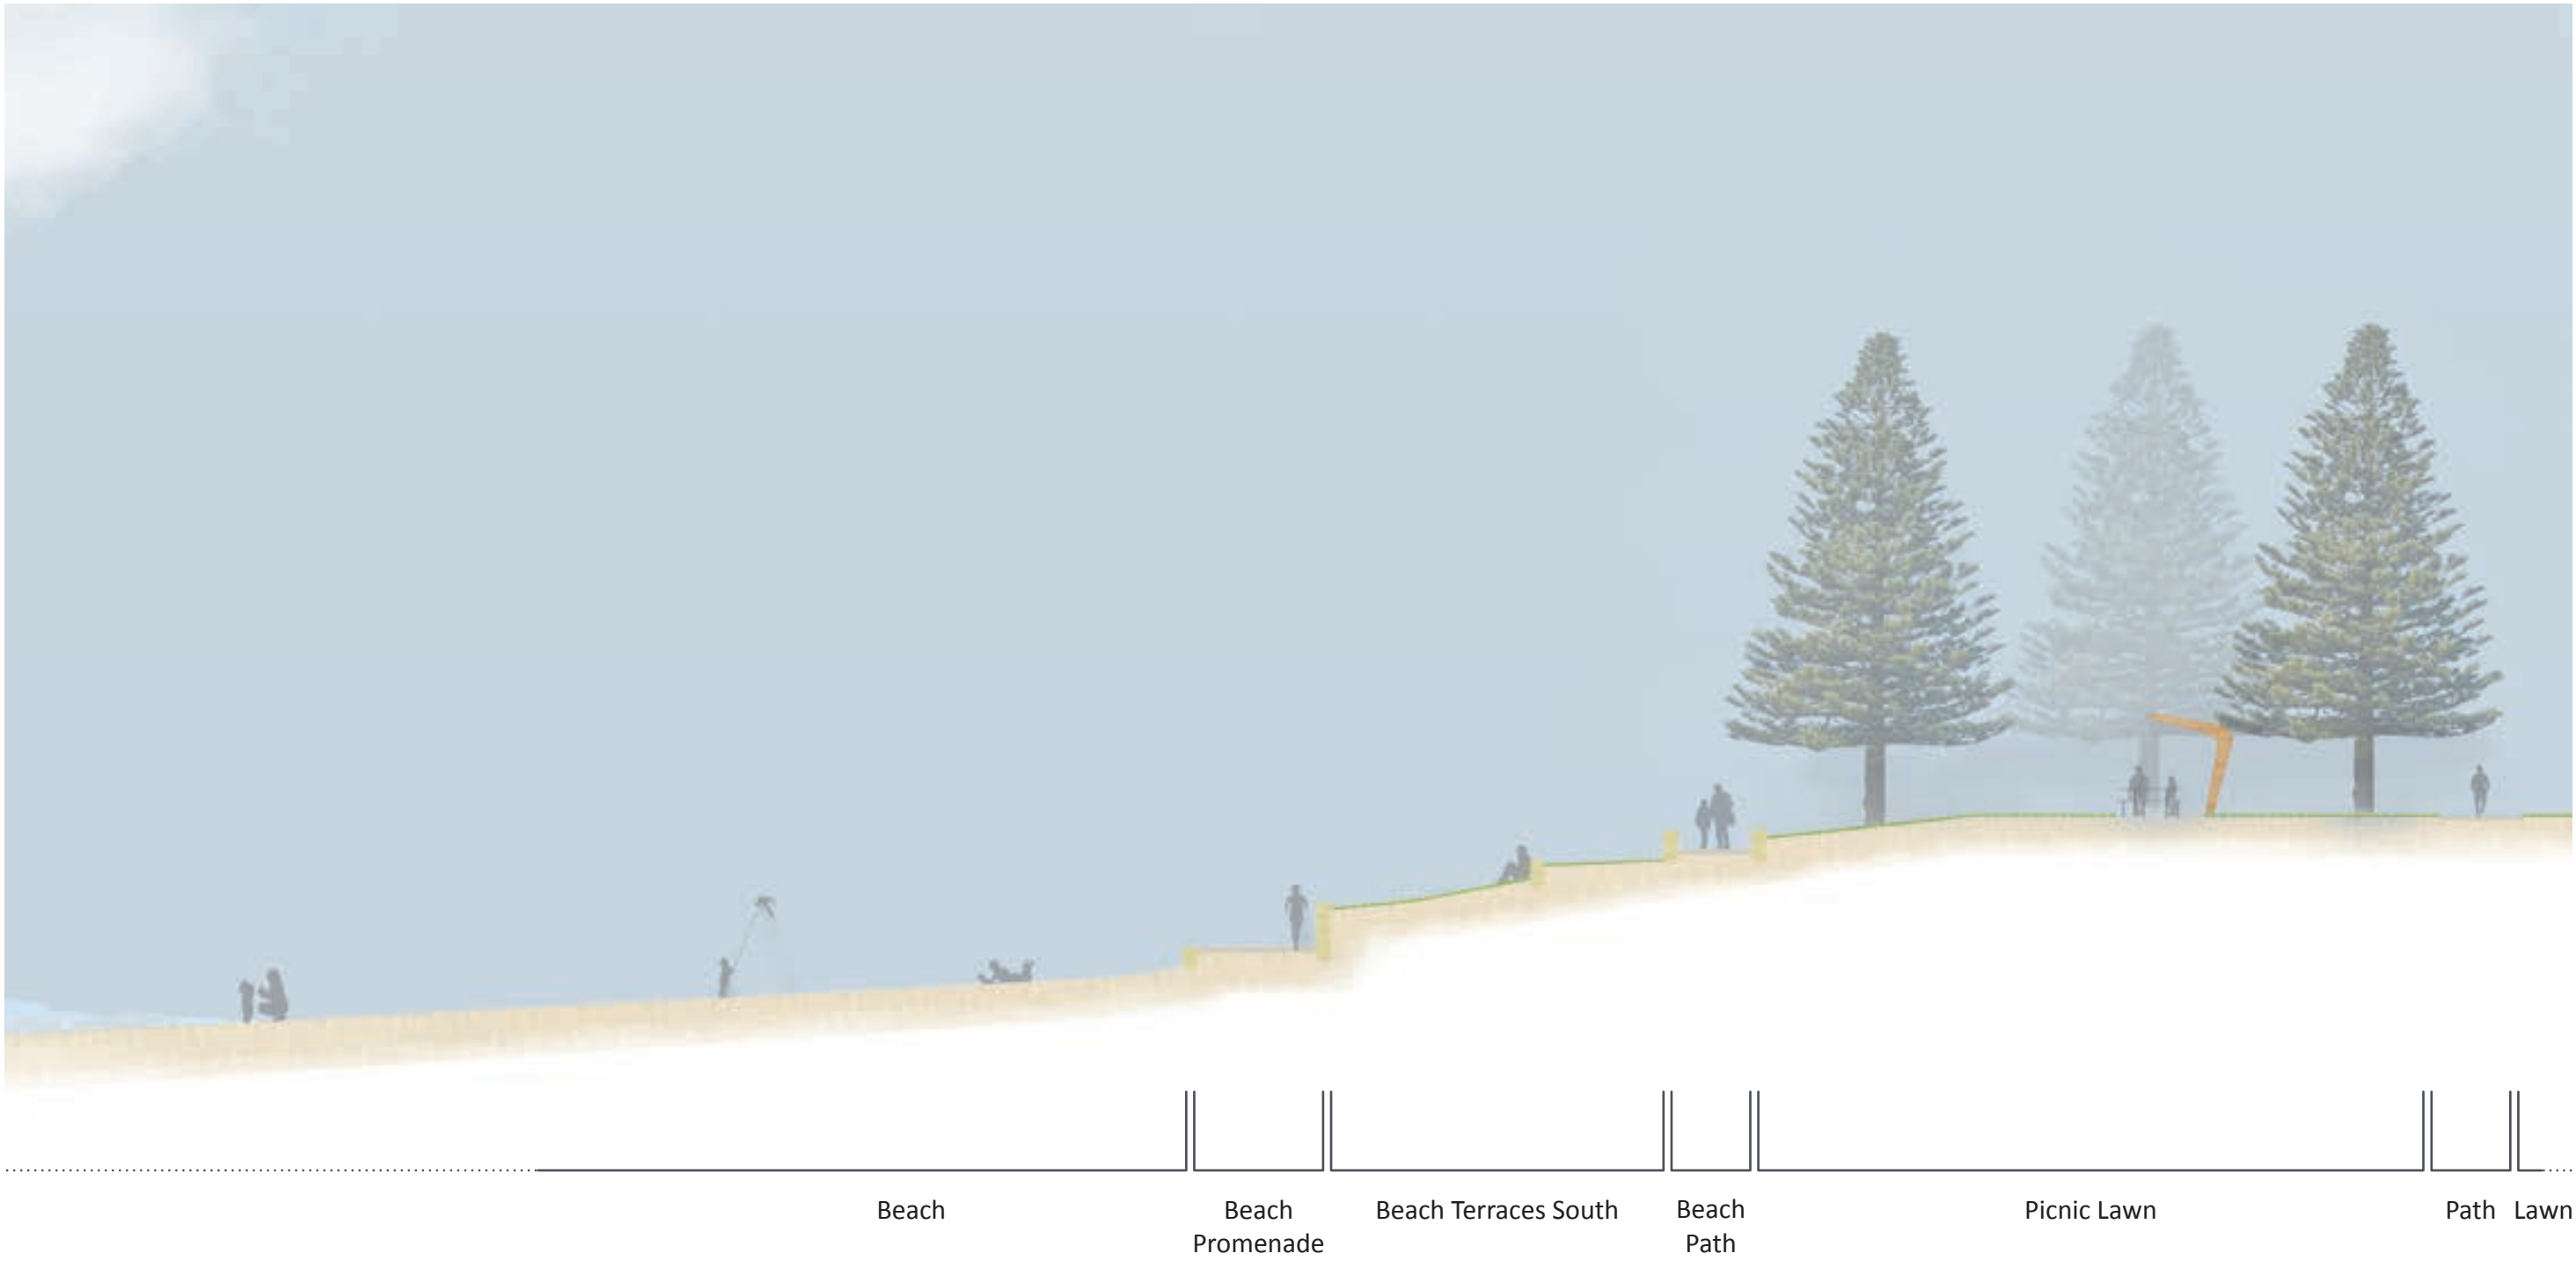 Beach
Beach
Promenade
Beach Terraces South
Beach
Path
Picnic Lawn
Path
Lawn